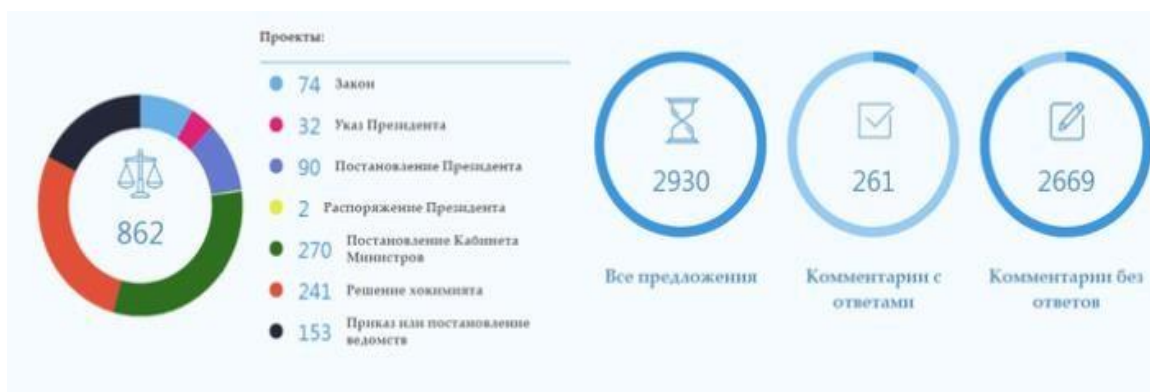 Проекты:
862
74 Закон
32 Указ Президента
90 Постановление Президента
2 Распоряжение Президента
270 Постановление Кабинета
Министров
241 Решение хокимията
153 Приказ или постановление
ведомств
2930
Все предложения
261
Комментарии с
ответами
2669
Комментарии без
ответов